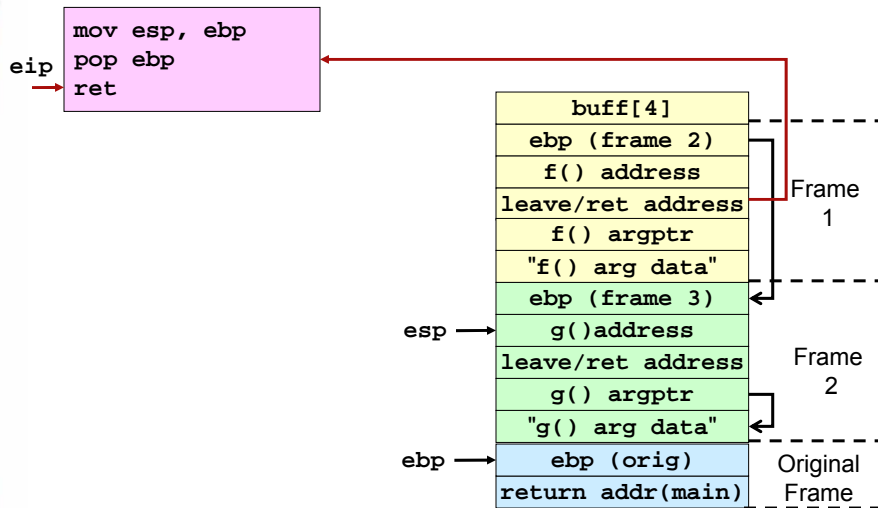 mov esp, ebp
pop ebp
eip
ret
buff[4]
ebp (frame 2)
f() address
leave/ret address
Frame
1
f() argptr
"f() arg data"
ebp (frame 3)
esp
g()address
leave/ret address
Frame
2
g() argptr
"g() arg data"
ebp
ebp (orig)
return addr(main)
Original
Frame